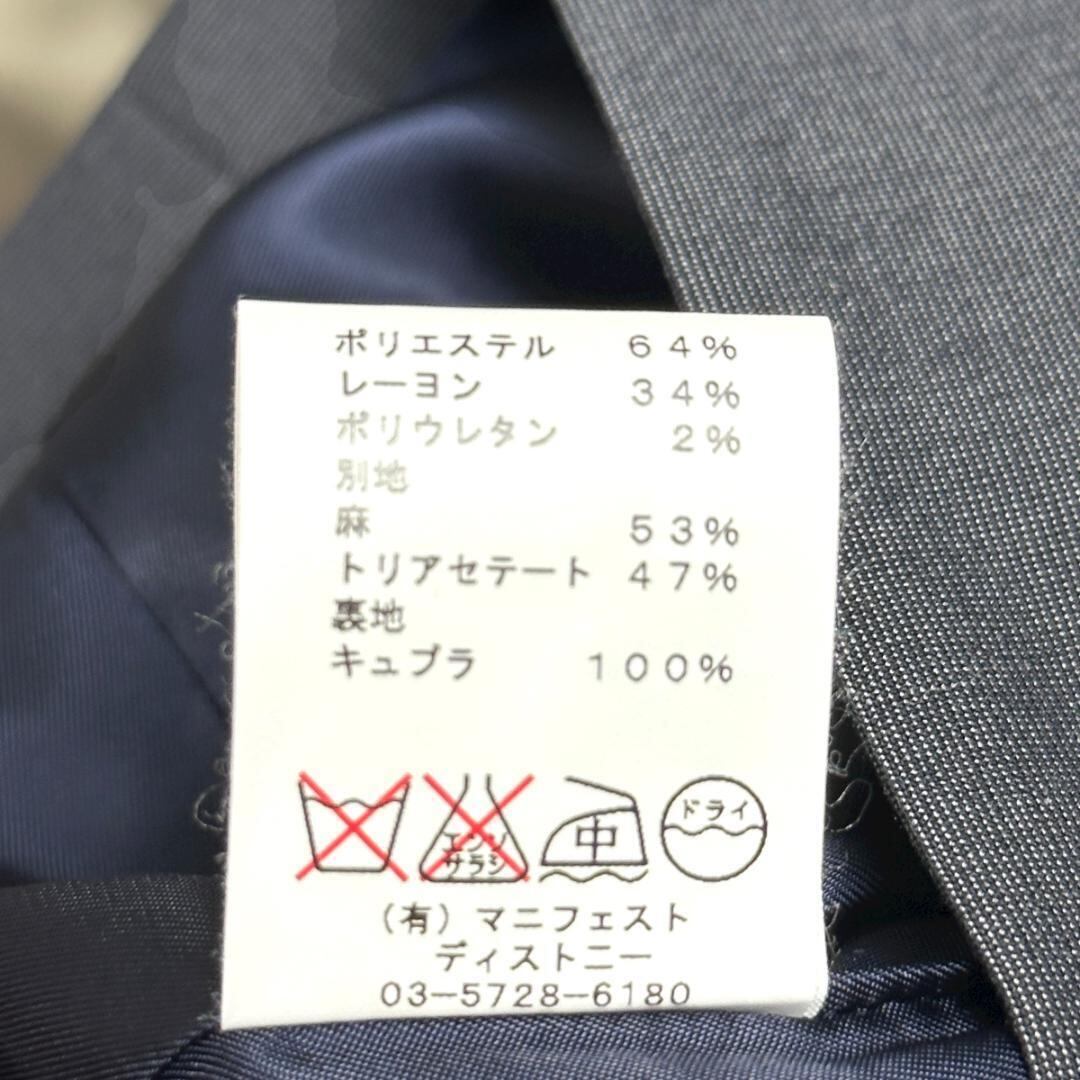 ポリエステル ６４％
レーヨン ３４％
ポリウレタン ２％
別地
麻 ５３％
トリアセテート ４７％
裏地
キュプラ １００％
エンソ
サラシ
中
ドライ
（有）マニフェスト
ディストニー
03－5728－6180